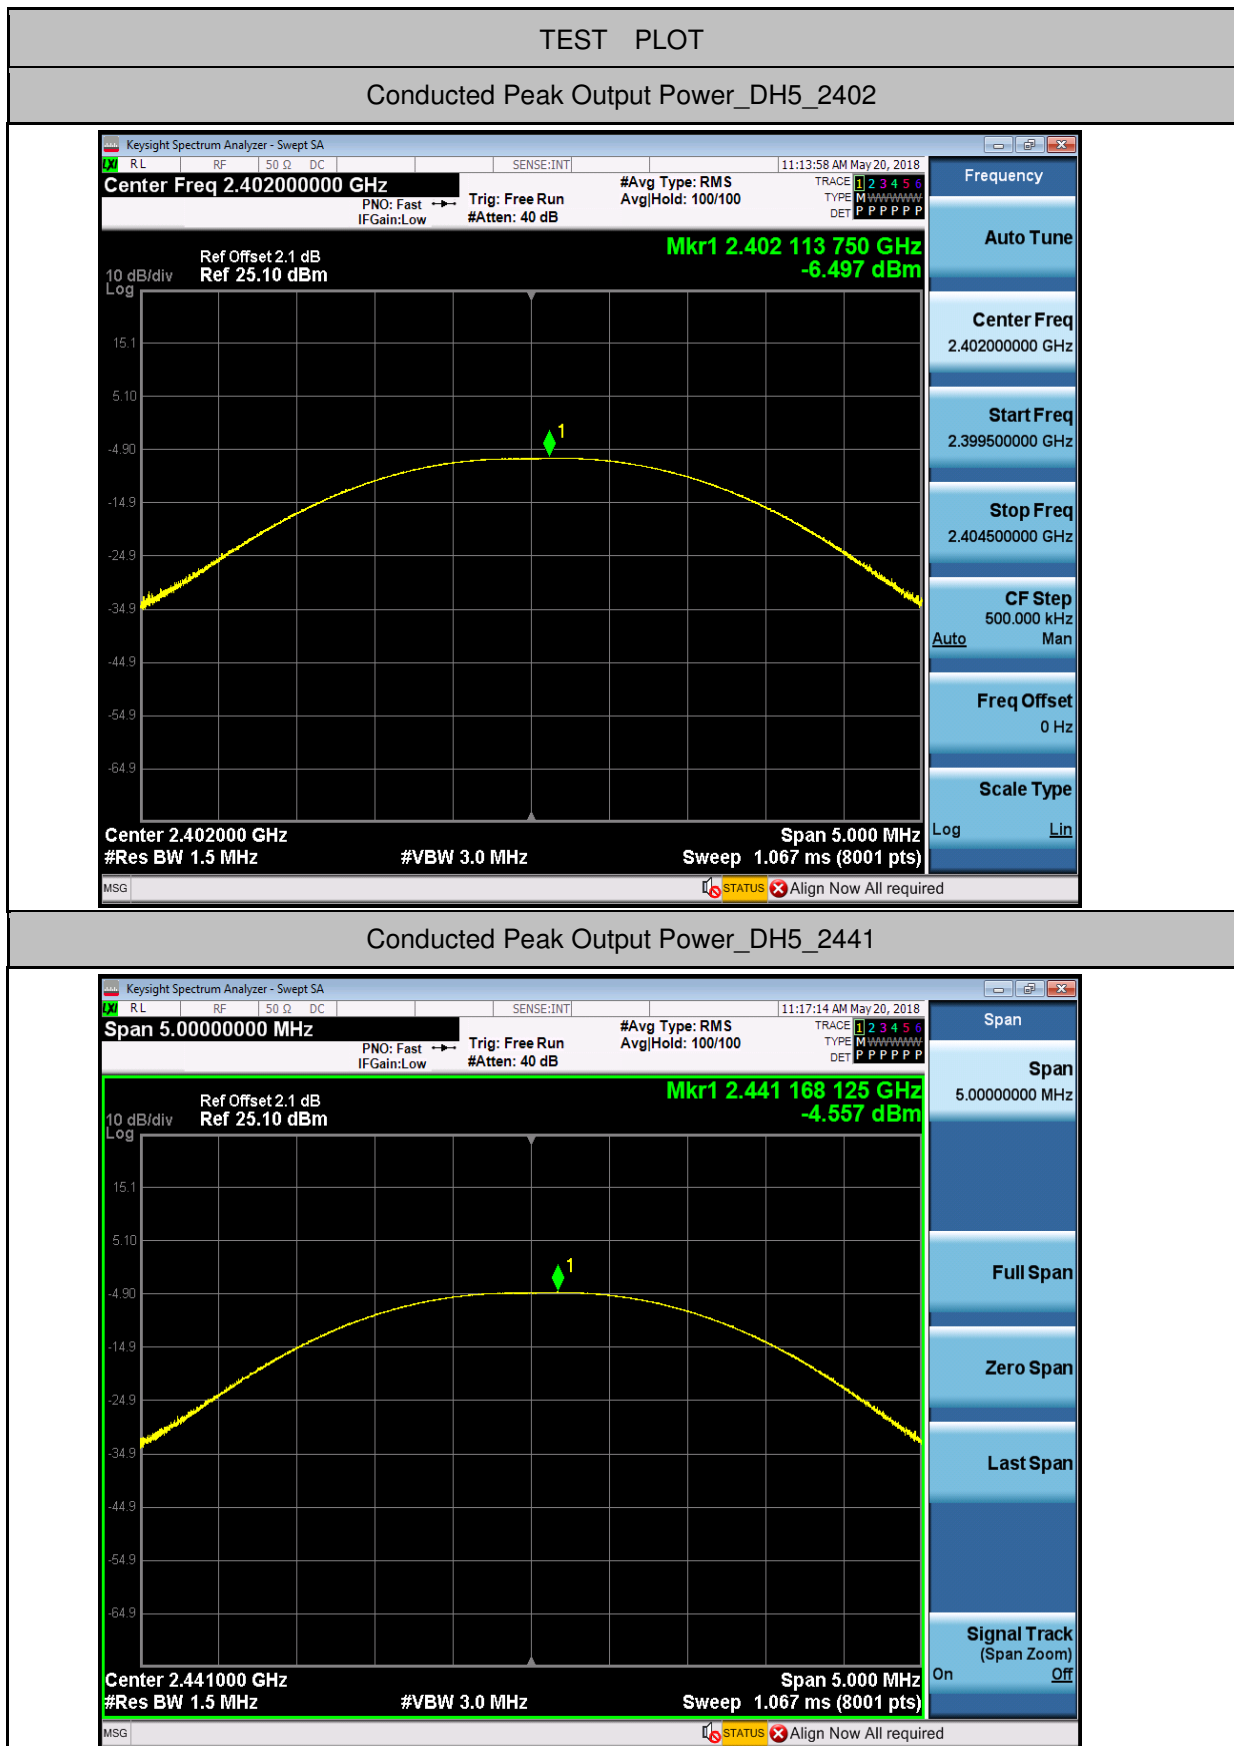 TEST PLOT
Conducted Peak Output Power_DH5_2402
Keysight Spectrum Analyzer - Swept SA
LXI RL RF 50 Ω DC SENSE:INT 11:13:58 AM May 20, 2018
Center Freq 2.402000000 GHz
PNO: Fast
IFGain:Low
Trig: Free Run
#Atten: 40 dB
#Avg Type: RMS
Avg|Hold: 100/100
TRACE 1 2 3 4 5 6
TYPE M WWWWW
DET P P P P P P
Mkr1 2.402 113 750 GHz
-6.497 dBm
Ref Offset 2.1 dB
10 dB/div Ref 25.10 dBm
Log
15.1
5.10
1
-4.90
-14.9
-24.9
-34.9
-44.9
-54.9
-64.9
Center 2.402000 GHz Span 5.000 MHz
#Res BW 1.5 MHz #VBW 3.0 MHz Sweep 1.067 ms (8001 pts)
MSG STATUS Align Now All required
Frequency
Auto Tune
Center Freq
2.402000000 GHz
Start Freq
2.399500000 GHz
Stop Freq
2.404500000 GHz
CF Step
500.000 kHz
Auto Man
Freq Offset
0 Hz
Scale Type
Log Lin
Conducted Peak Output Power_DH5_2441
Keysight Spectrum Analyzer - Swept SA
LXI RL RF 50 Ω DC SENSE:INT 11:17:14 AM May 20, 2018
Span 5.00000000 MHz
PNO: Fast
IFGain:Low
Trig: Free Run
#Atten: 40 dB
#Avg Type: RMS
Avg|Hold: 100/100
TRACE 1 2 3 4 5 6
TYPE M WWWWW
DET P P P P P P
Mkr1 2.441 168 125 GHz
-4.557 dBm
Ref Offset 2.1 dB
10 dB/div Ref 25.10 dBm
Log
15.1
5.10
1
-4.90
-14.9
-24.9
-34.9
-44.9
-54.9
-64.9
Center 2.441000 GHz Span 5.000 MHz
#Res BW 1.5 MHz #VBW 3.0 MHz Sweep 1.067 ms (8001 pts)
MSG STATUS Align Now All required
Span
Span
5.00000000 MHz
Full Span
Zero Span
Last Span
Signal Track
(Span Zoom)
On Off